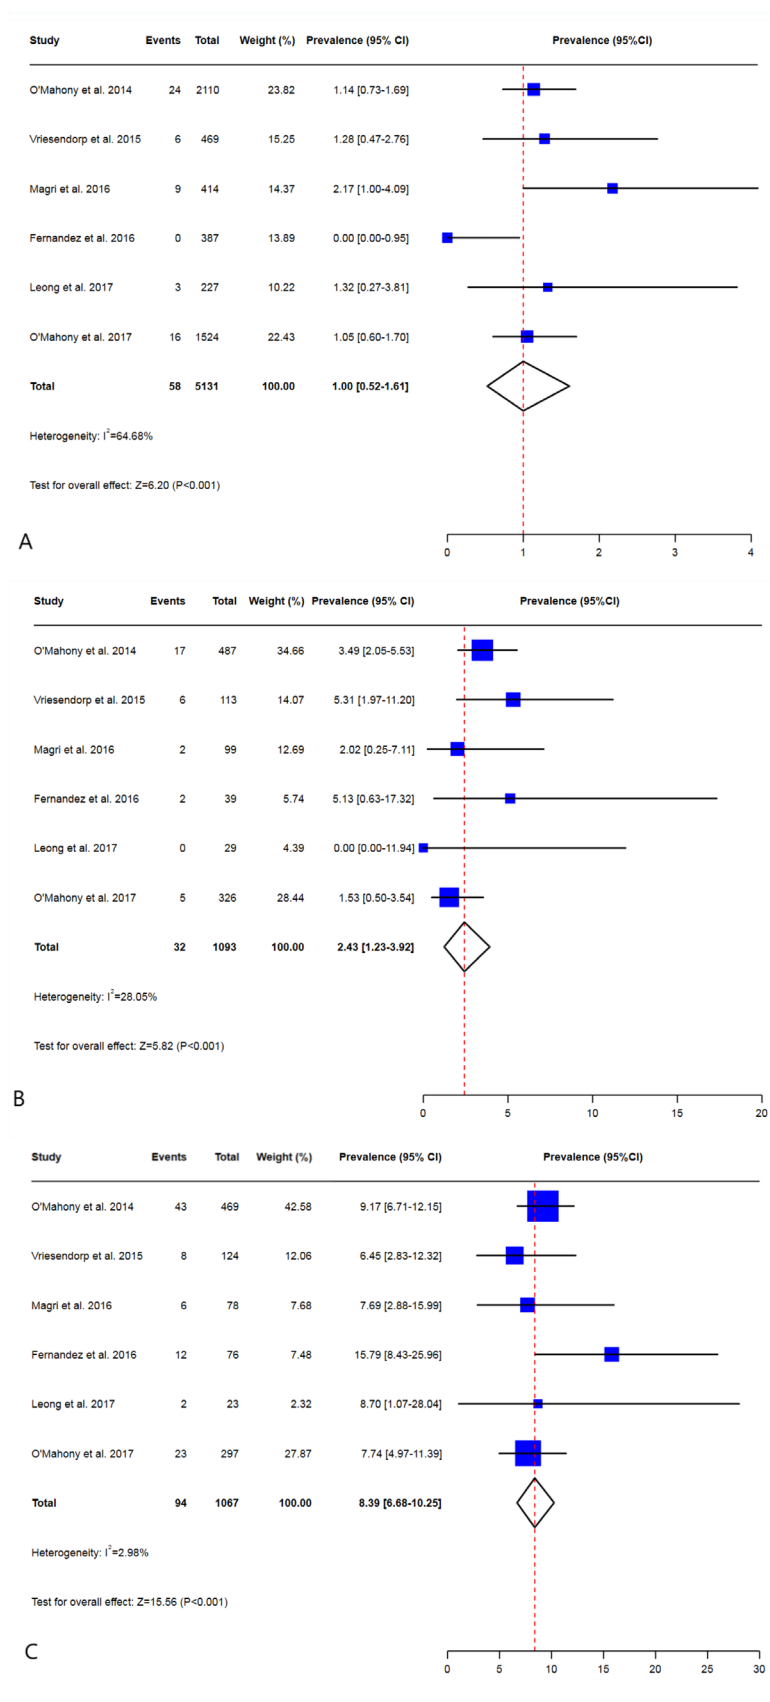 Study Events Total Weight (%) Prevalence (95% CI) Prevalence (95%CI)
O'Mahony et al. 2014 24 2110 23.82 1.14 [0.73-1.69]
Vriesendorp et al. 2015 6 469 15.25 1.28 [0.47-2.76]
Magri et al. 2016 9 414 14.37 2.17 [1.00-4.09]
Fernandez et al. 2016 0 387 13.89 0.00 [0.00-0.95]
Leong et al. 2017 3 227 10.22 1.32 [0.27-3.81]
O'Mahony et al. 2017 16 1524 22.43 1.05 [0.60-1.70]
Total 58 5131 100.00 1.00 [0.52-1.61]
Heterogeneity: I²=64.68%
Test for overall effect: Z=6.20 (P<0.001)
A
0 1 2 3 4
Study Events Total Weight (%) Prevalence (95% CI) Prevalence (95%CI)
O'Mahony et al. 2014 17 487 34.66 3.49 [2.05-5.53]
Vriesendorp et al. 2015 6 113 14.07 5.31 [1.97-11.20]
Magri et al. 2016 2 99 12.69 2.02 [0.25-7.11]
Fernandez et al. 2016 2 39 5.74 5.13 [0.63-17.32]
Leong et al. 2017 0 29 4.39 0.00 [0.00-11.94]
O'Mahony et al. 2017 5 326 28.44 1.53 [0.50-3.54]
Total 32 1093 100.00 2.43 [1.23-3.92]
Heterogeneity: I²=28.05%
Test for overall effect: Z=5.82 (P<0.001)
B
0 5 10 15 20
Study Events Total Weight (%) Prevalence (95% CI) Prevalence (95%CI)
O'Mahony et al. 2014 43 469 42.58 9.17 [6.71-12.15]
Vriesendorp et al. 2015 8 124 12.06 6.45 [2.83-12.32]
Magri et al. 2016 6 78 7.68 7.69 [2.88-15.99]
Fernandez et al. 2016 12 76 7.48 15.79 [8.43-25.96]
Leong et al. 2017 2 23 2.32 8.70 [1.07-28.04]
O'Mahony et al. 2017 23 297 27.87 7.74 [4.97-11.39]
Total 94 1067 100.00 8.39 [6.68-10.25]
Heterogeneity: I²=2.98%
Test for overall effect: Z=15.56 (P<0.001)
C
0 5 10 15 20 25 30